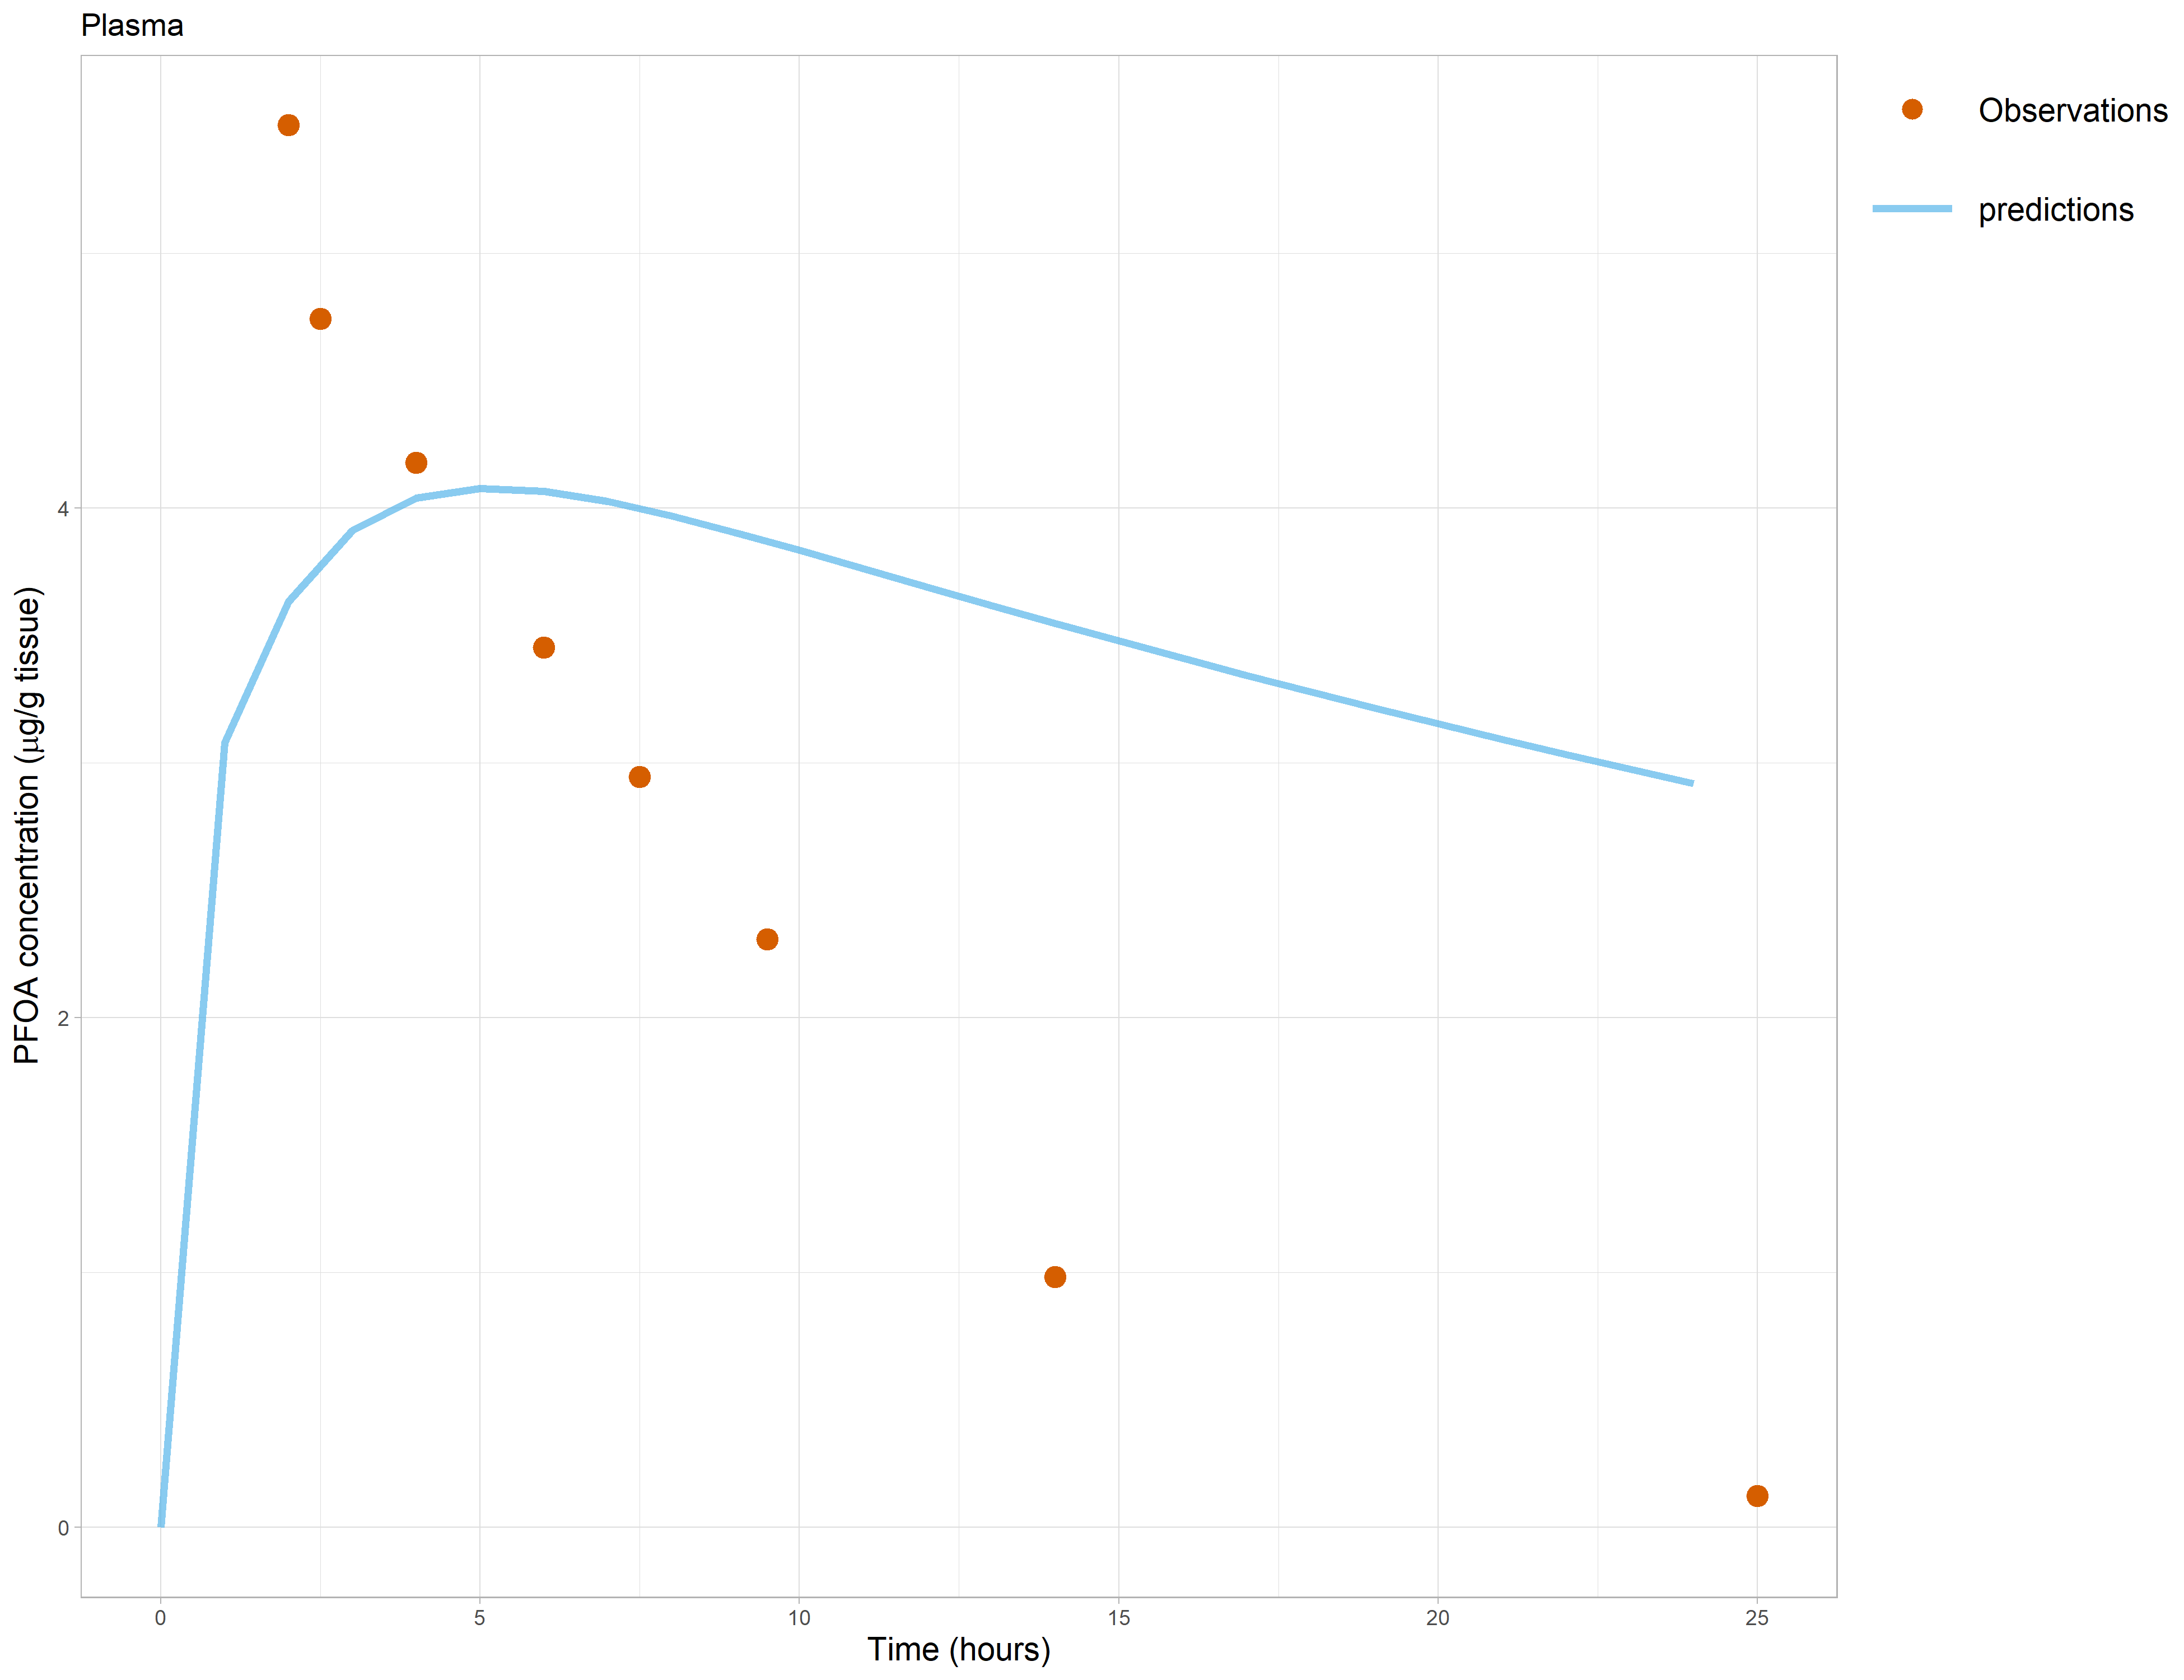 Plasma
Observations
predictions
PFOA concentration (μg/g tissue)
4
2
0
0 5 10 15 20 25
Time (hours)